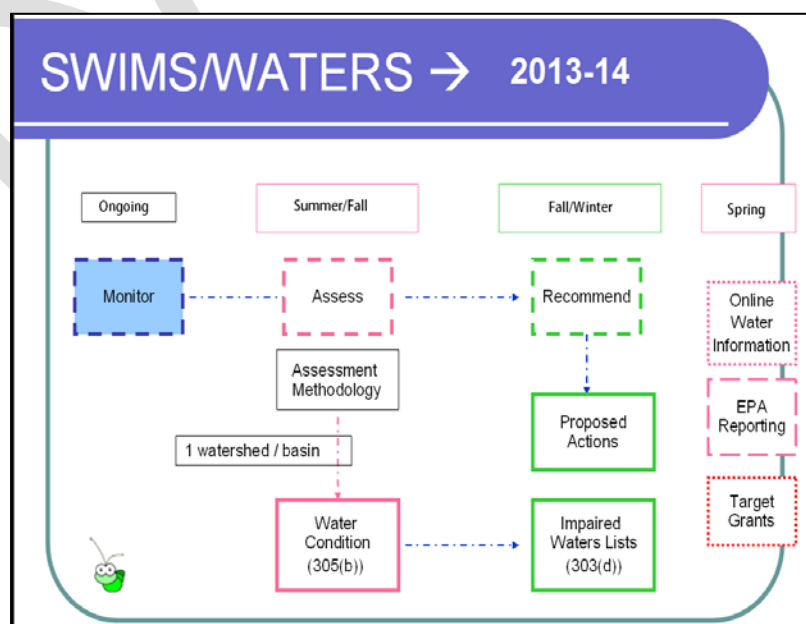 SWIMS/WATERS → 2013-14
Ongoing
Summer/Fall
Fall/Winter
Spring
Monitor
Assess
Recommend
Online
Water
Information
Assessment
Methodology
Proposed
Actions
EPA
Reporting
1 watershed / basin
Target
Grants
Water
Condition
(305(b))
Impaired
Waters Lists
(303(d))